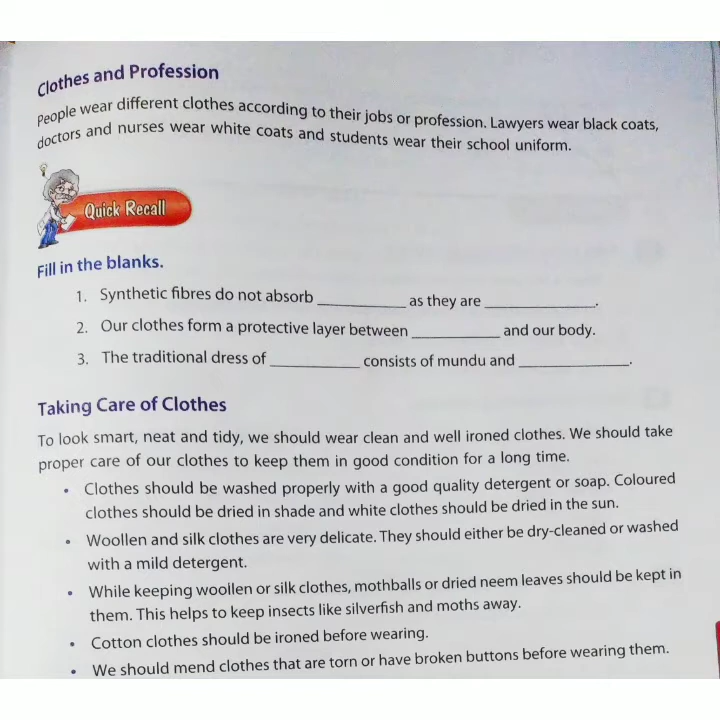 Clothes and Profession
People wear different clothes according to their jobs or profession. Lawyers wear black coats,
doctors and nurses wear white coats and students wear their school uniform.
Quick Recall
Fill in the blanks.
1. Synthetic fibres do not absorb ____________ as they are _______________.
2. Our clothes form a protective layer between ____________ and our body.
3. The traditional dress of ____________ consists of mundu and _______________.
Taking Care of Clothes
To look smart, neat and tidy, we should wear clean and well ironed clothes. We should take
proper care of our clothes to keep them in good condition for a long time.
• Clothes should be washed properly with a good quality detergent or soap. Coloured
clothes should be dried in shade and white clothes should be dried in the sun.
• Woollen and silk clothes are very delicate. They should either be dry-cleaned or washed
with a mild detergent.
• While keeping woollen or silk clothes, mothballs or dried neem leaves should be kept in
them. This helps to keep insects like silverfish and moths away.
• Cotton clothes should be ironed before wearing.
• We should mend clothes that are torn or have broken buttons before wearing them.